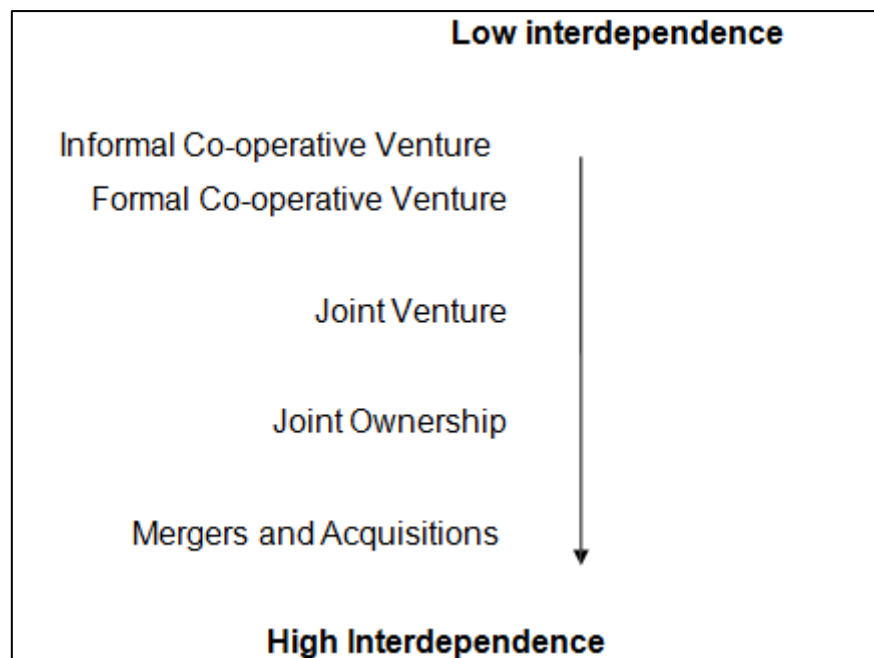 Low interdependence
Informal Co-operative Venture
Formal Co-operative Venture
Joint Venture
Joint Ownership
Mergers and Acquisitions
High Interdependence